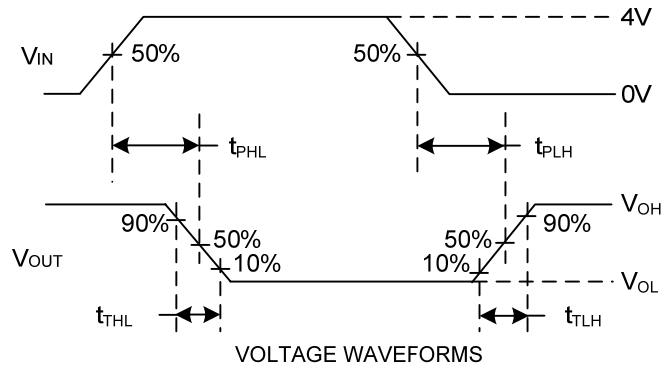 4V
VIN
50%
50%
0V
tPHL
tPLH
VOH
90%
90%
50%
50%
VOUT
10%
10%
VOL
tTHL
tTLH
VOLTAGE WAVEFORMS